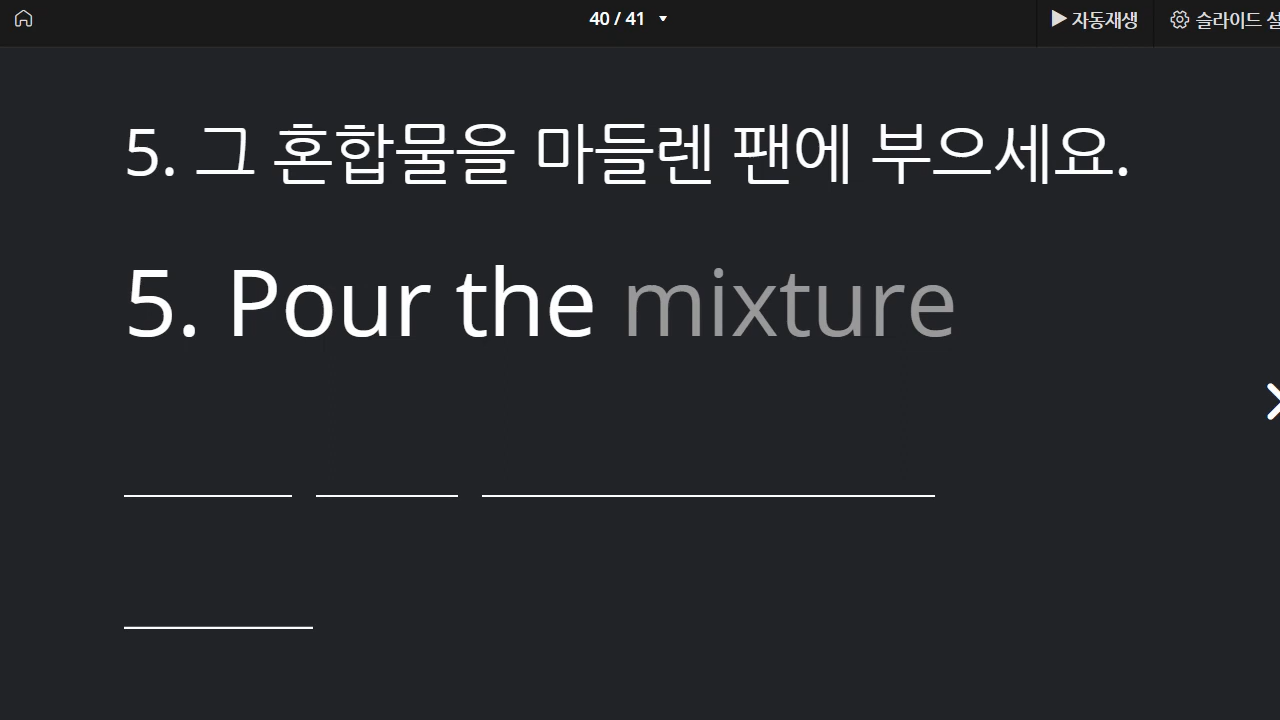 40 / 41
자동재생
슬라이드 설
5. 그 혼합물을 마들렌 팬에 부으세요.
5. Pour the mixture